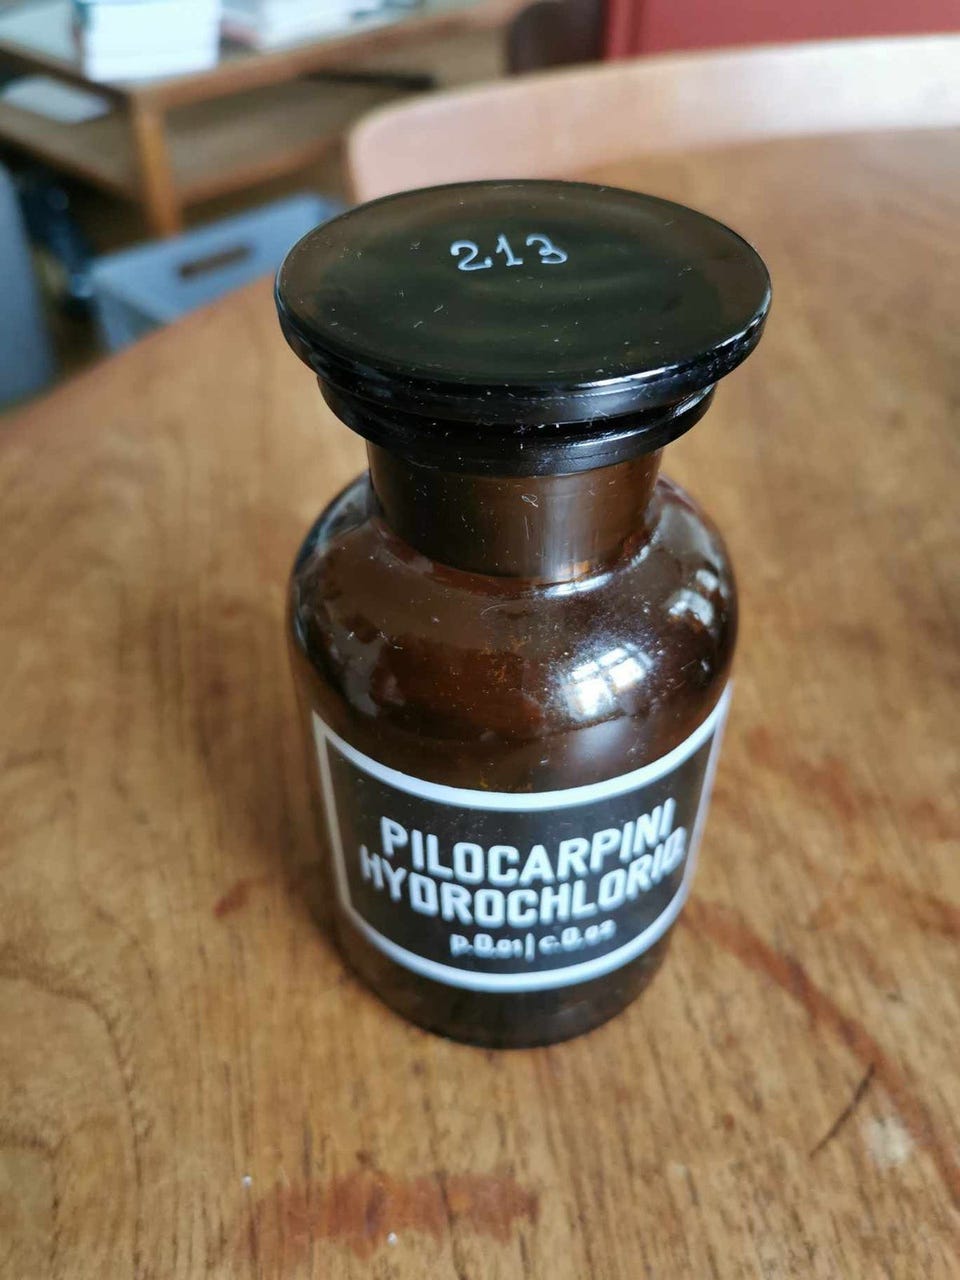 213
PILOCARPINI
HYDROCHLORID.
p.0.01 | c.0.02